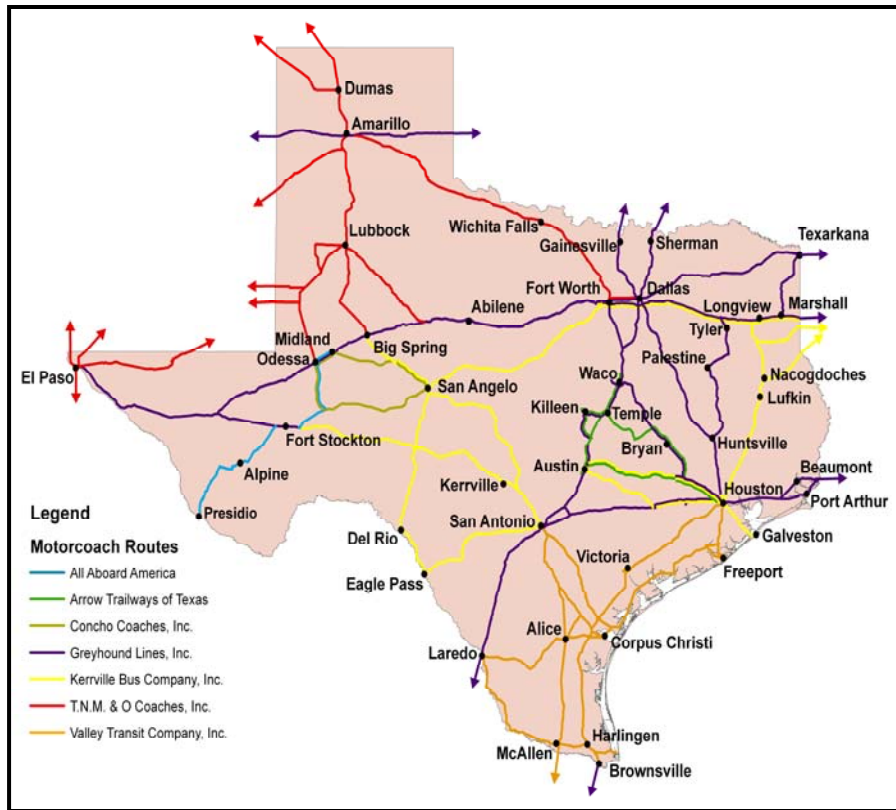 Dumas
Amarillo
Wichita Falls
Gainesville
Sherman
Texarkana
Lubbock
Fort Worth
Dallas
Abilene
Longview
Marshall
Tyler
Midland
Odessa
Big Spring
Palestine
El Paso
San Angelo
Waco
Nacogdoches
Killeen
Temple
Lufkin
Fort Stockton
Bryan
Huntsville
Alpine
Austin
Beaumont
Kerrville
Houston
Port Arthur
Presidio
San Antonio
Del Rio
Galveston
Victoria
Eagle Pass
Freeport
Alice
Corpus Christi
Laredo
Harlingen
McAllen
Brownsville
Legend
Motorcoach Routes
All Aboard America
Arrow Trailways of Texas
Concho Coaches, Inc.
Greyhound Lines, Inc.
Kerrville Bus Company, Inc.
T.N.M. & O Coaches, Inc.
Valley Transit Company, Inc.